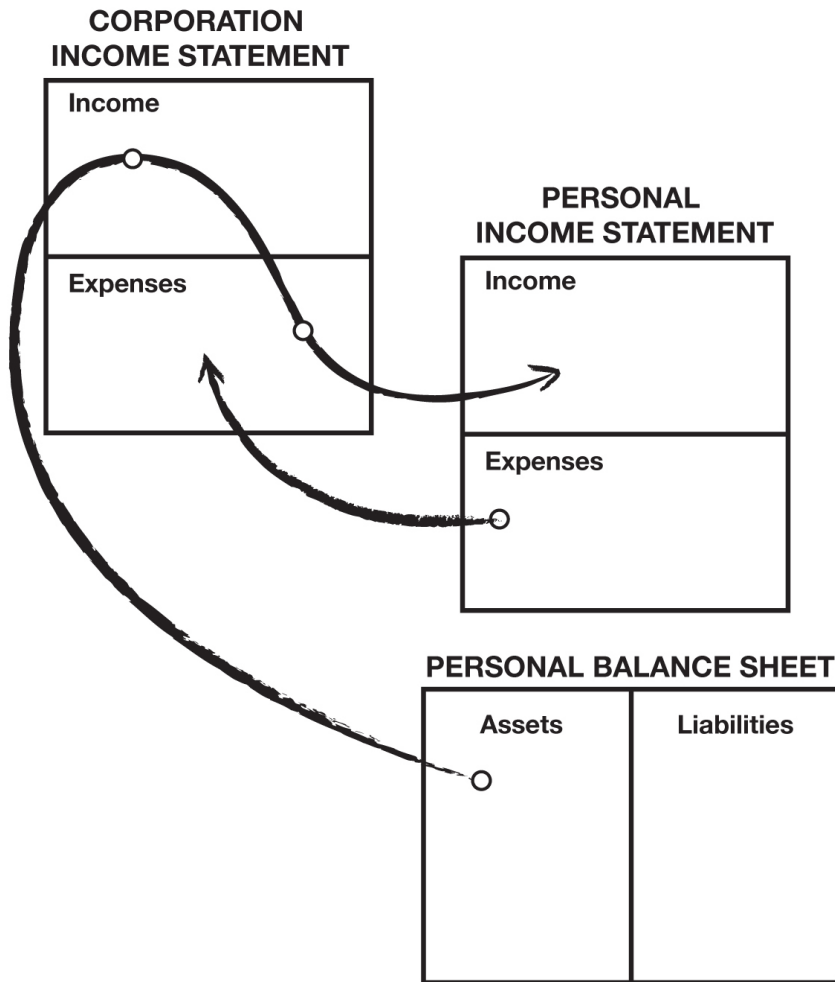 CORPORATION
INCOME STATEMENT
Income
Expenses
PERSONAL
INCOME STATEMENT
Income
Expenses
PERSONAL BALANCE SHEET
Assets
Liabilities